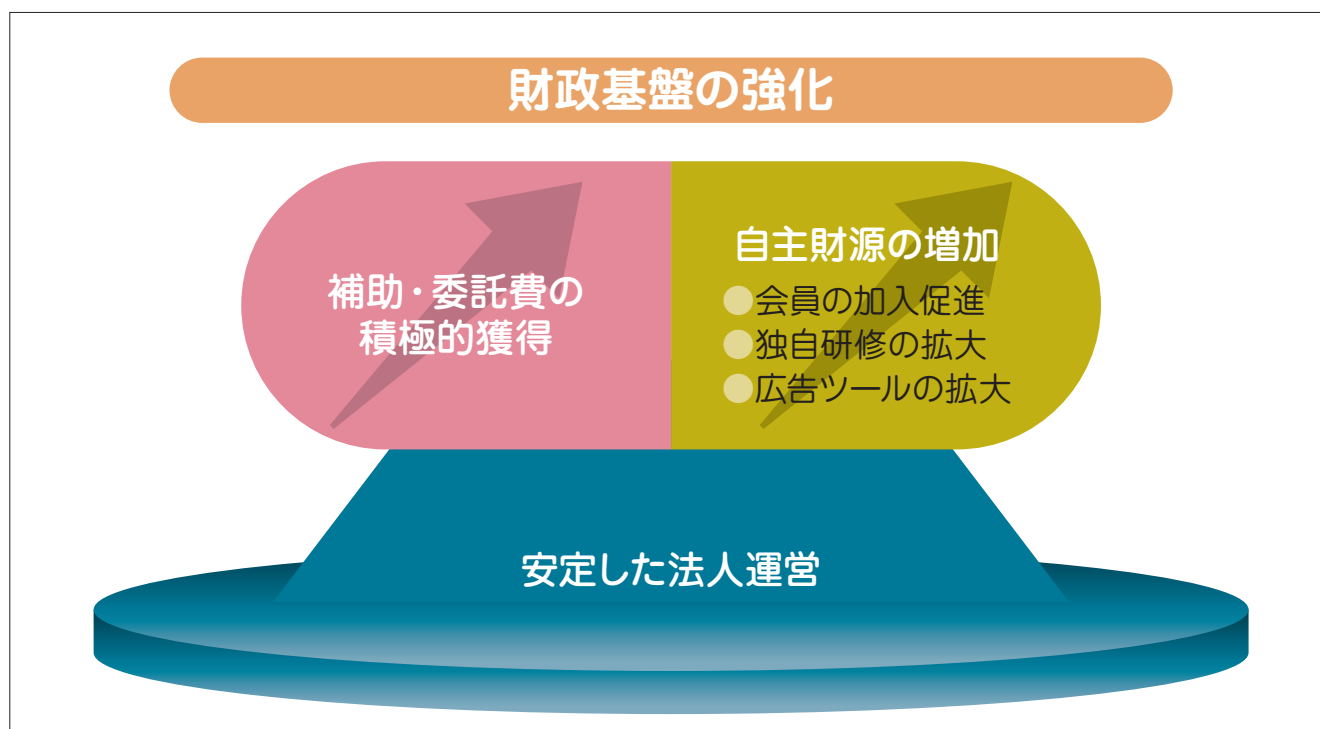 財政基盤の強化
補助・委託費の
積極的獲得
自主財源の増加
●会員の加入促進
●独自研修の拡大
●広告ツールの拡大
安定した法人運営